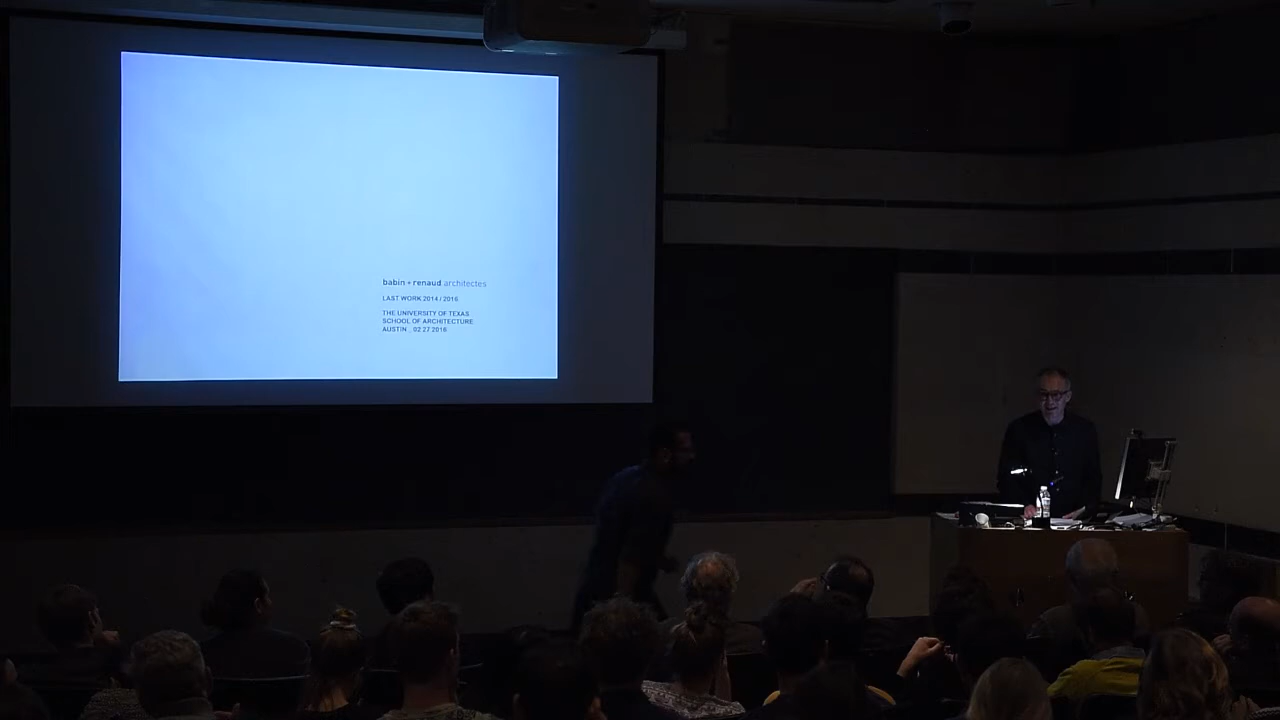 babin + renaud architectes
LAST WORK 2014 / 2016
THE UNIVERSITY OF TEXAS
SCHOOL OF ARCHITECTURE
AUSTIN _ 02 27 2016